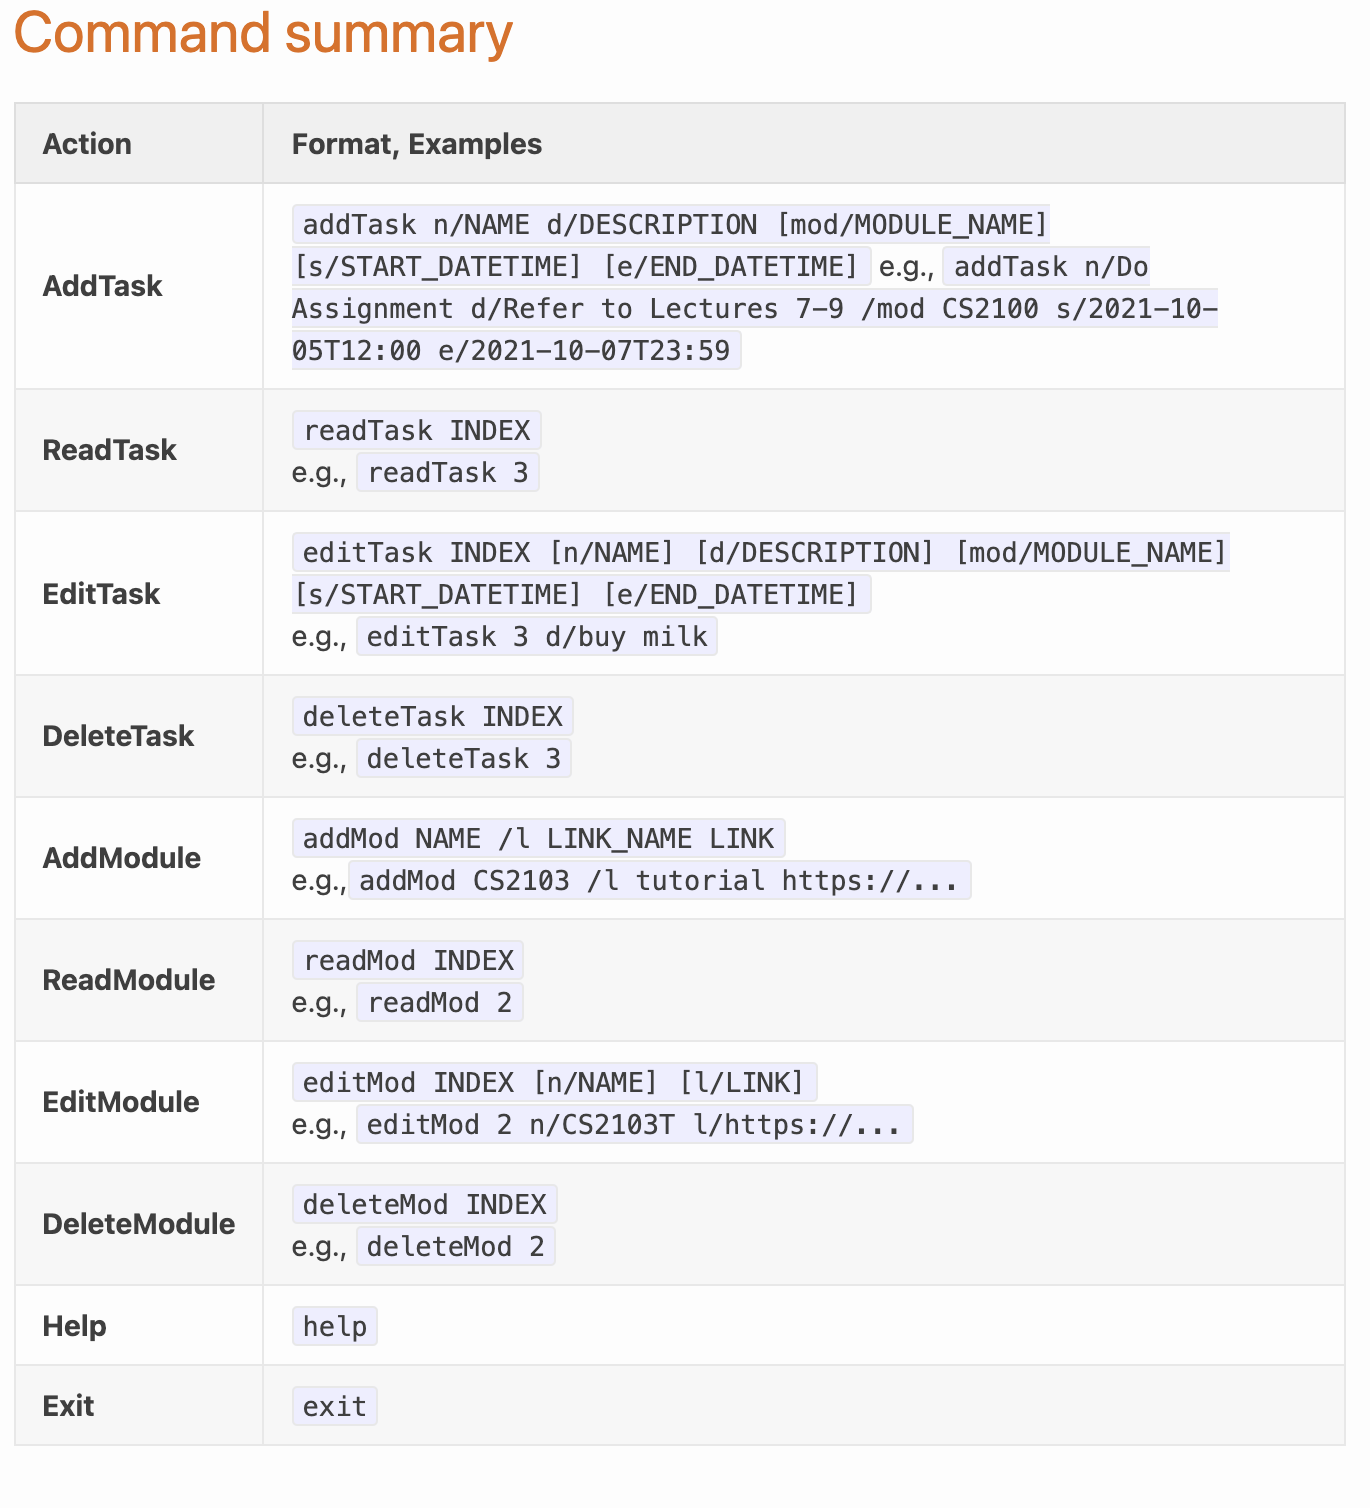 Command summary
Action Format, Examples
AddTask
addTask n/NAME d/DESCRIPTION [mod/MODULE_NAME]
[s/START_DATETIME] [e/END_DATETIME] e.g., addTask n/Do
Assignment d/Refer to Lectures 7-9 /mod CS2100 s/2021-10-
05T12:00 e/2021-10-07T23:59
ReadTask
readTask INDEX
e.g., readTask 3
EditTask
editTask INDEX [n/NAME] [d/DESCRIPTION] [mod/MODULE_NAME]
[s/START_DATETIME] [e/END_DATETIME]
e.g., editTask 3 d/buy milk
DeleteTask
deleteTask INDEX
e.g., deleteTask 3
AddModule
addMod NAME /l LINK_NAME LINK
e.g., addMod CS2103 /l tutorial https://...
ReadModule
readMod INDEX
e.g., readMod 2
EditModule
editMod INDEX [n/NAME] [l/LINK]
e.g., editMod 2 n/CS2103T l/https://...
DeleteModule
deleteMod INDEX
e.g., deleteMod 2
Help help
Exit exit